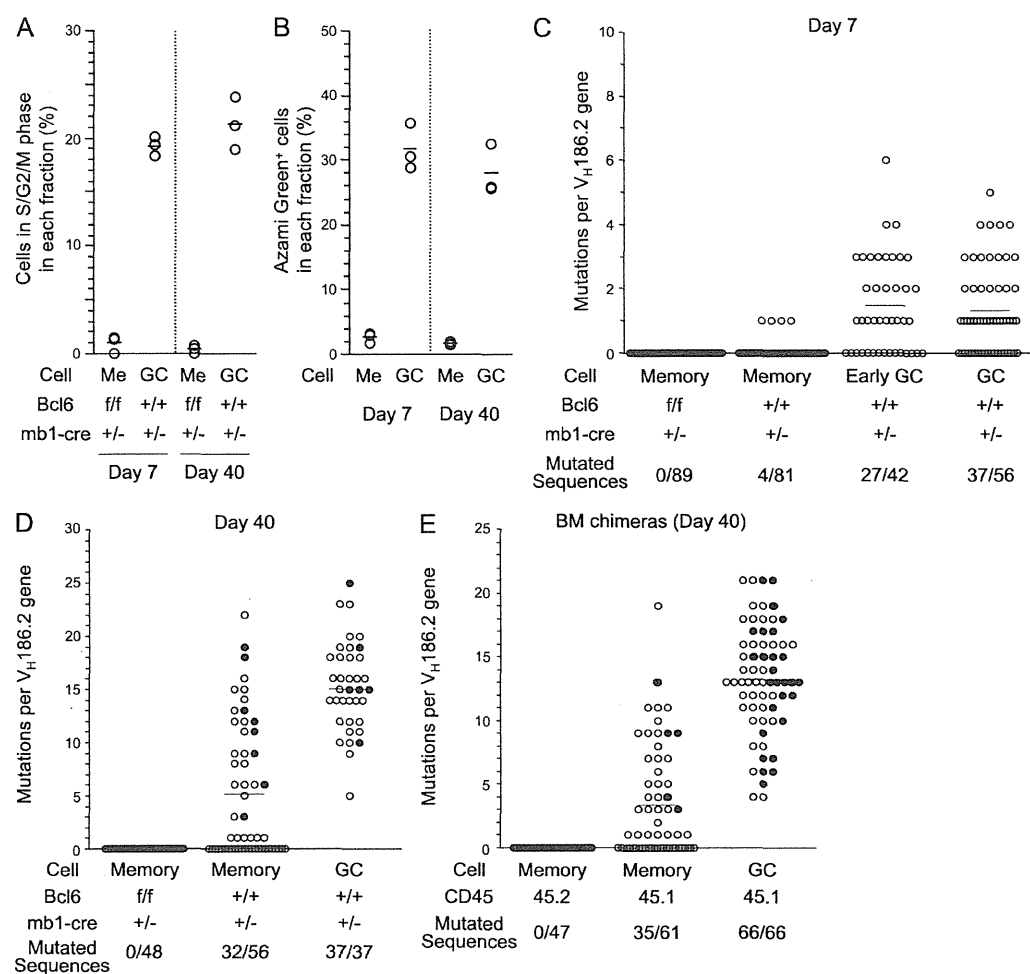 A
Cells in S/G2/M phase
in each fraction (%)
30
20
10
0
Cell Me GC Me GC
Bcl6 f/f +/+ f/f +/+
mb1-cre +/- +/- +/- +/-
Day 7 Day 40
B
Azami Green+ cells
in each fraction (%)
50
40
30
20
10
0
Cell Me GC Me GC
Day 7 Day 40
C
Day 7
Mutations per VH186.2 gene
10
8
6
4
2
0
Cell Memory Memory Early GC GC
Bcl6 f/f +/+ +/+ +/+
mb1-cre +/- +/- +/- +/-
Mutated
Sequences 0/89 4/81 27/42 37/56
D
Day 40
Mutations per VH186.2 gene
30
25
20
15
10
5
0
Cell Memory Memory GC
Bcl6 f/f +/+ +/+
mb1-cre +/- +/- +/-
Mutated
Sequences 0/48 32/56 37/37
E
BM chimeras (Day 40)
Mutations per VH186.2 gene
25
20
15
10
5
0
Cell Memory Memory GC
CD45 45.2 45.1 45.1
Mutated
Sequences 0/47 35/61 66/66